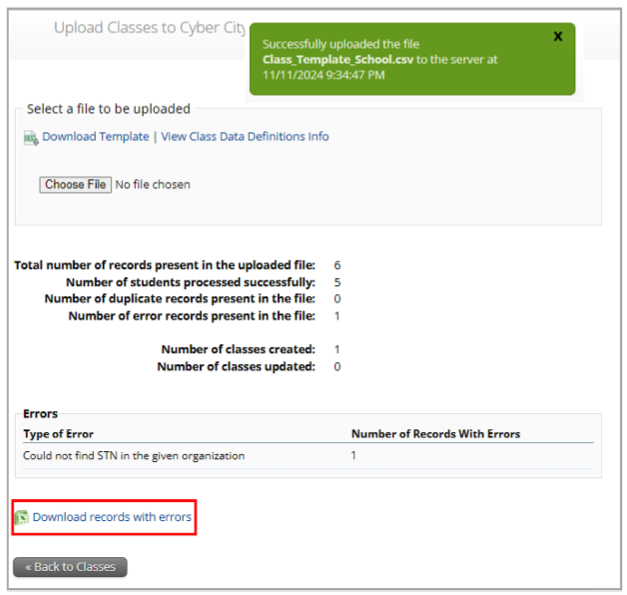 Upload Classes to Cyber City
Successfully uploaded the file
Class_Template_School.csv to the server at
11/11/2024 9:34:47 PM
X
Select a file to be uploaded
Download Template | View Class Data Definitions Info
Choose File No file chosen
Total number of records present in the uploaded file: 6
Number of students processed successfully: 5
Number of duplicate records present in the file: 0
Number of error records present in the file: 1
Number of classes created: 1
Number of classes updated: 0
Errors
Type of Error Number of Records With Errors
Could not find STN in the given organization 1
Download records with errors
« Back to Classes